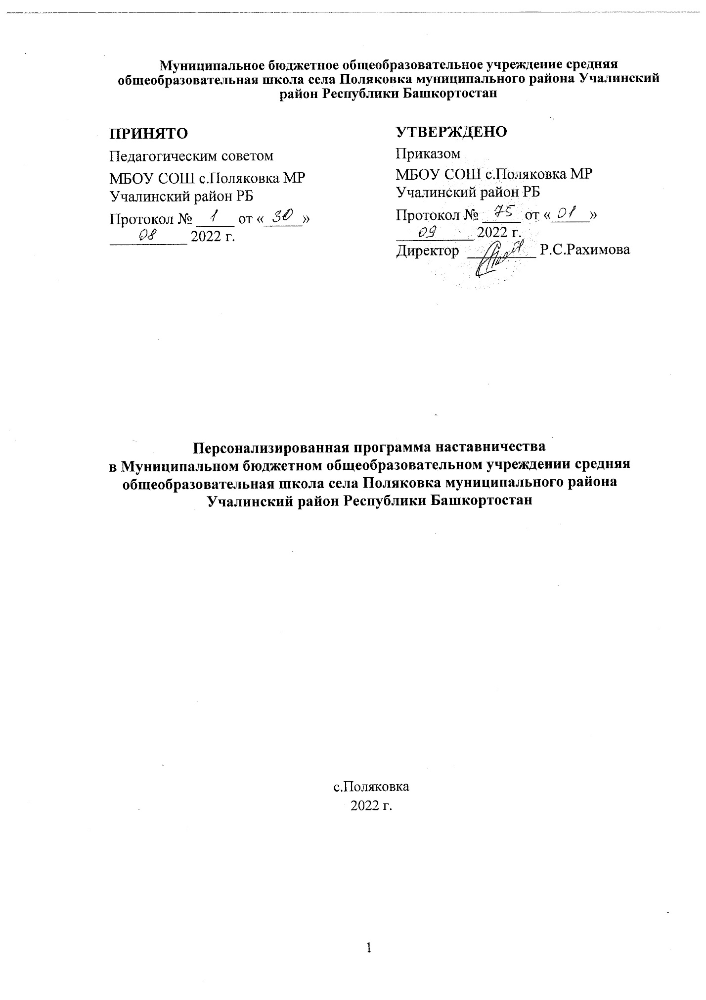 Муниципальное бюджетное общеобразовательное учреждение средняя
общеобразовательная школа села Поляковка муниципального района Учалинский
район Республики Башкортостан
ПРИНЯТО
Педагогическим советом
МБОУ СОШ с.Поляковка МР
Учалинский район РБ
Протокол № 1 от «30»
08 2022 г.
УТВЕРЖДЕНО
Приказом
МБОУ СОШ с.Поляковка МР
Учалинский район РБ
Протокол № 75 от «01»
09 2022 г.
Директор Р.С.Рахимова
Персонализированная программа наставничества
в Муниципальном бюджетном общеобразовательном учреждении средняя
общеобразовательная школа села Поляковка муниципального района
Учалинский район Республики Башкортостан
с.Поляковка
2022 г.
1